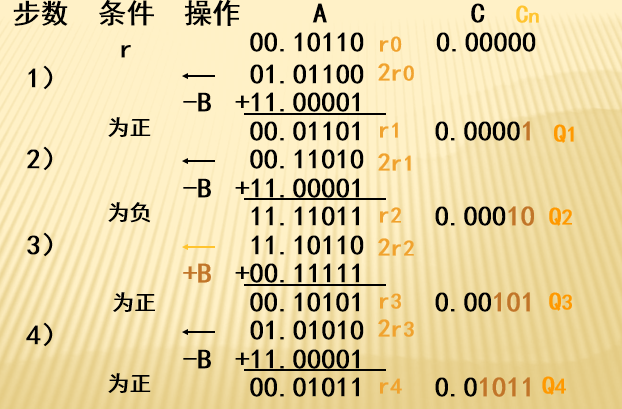 步数 条件 操作 A C Cn
r 00.10110 r0 0.00000
1) ← 01.01100 2r0
-B +11.00001
为正 00.01101 r1 0.00001 Q1
2) ← 00.11010 2r1
-B +11.00001
为负 11.11011 r2 0.00010 Q2
3) ← 11.10110 2r2
+B +00.11111
为正 00.10101 r3 0.00101 Q3
4) ← 01.01010 2r3
-B +11.00001
为正 00.01011 r4 0.01011 Q4